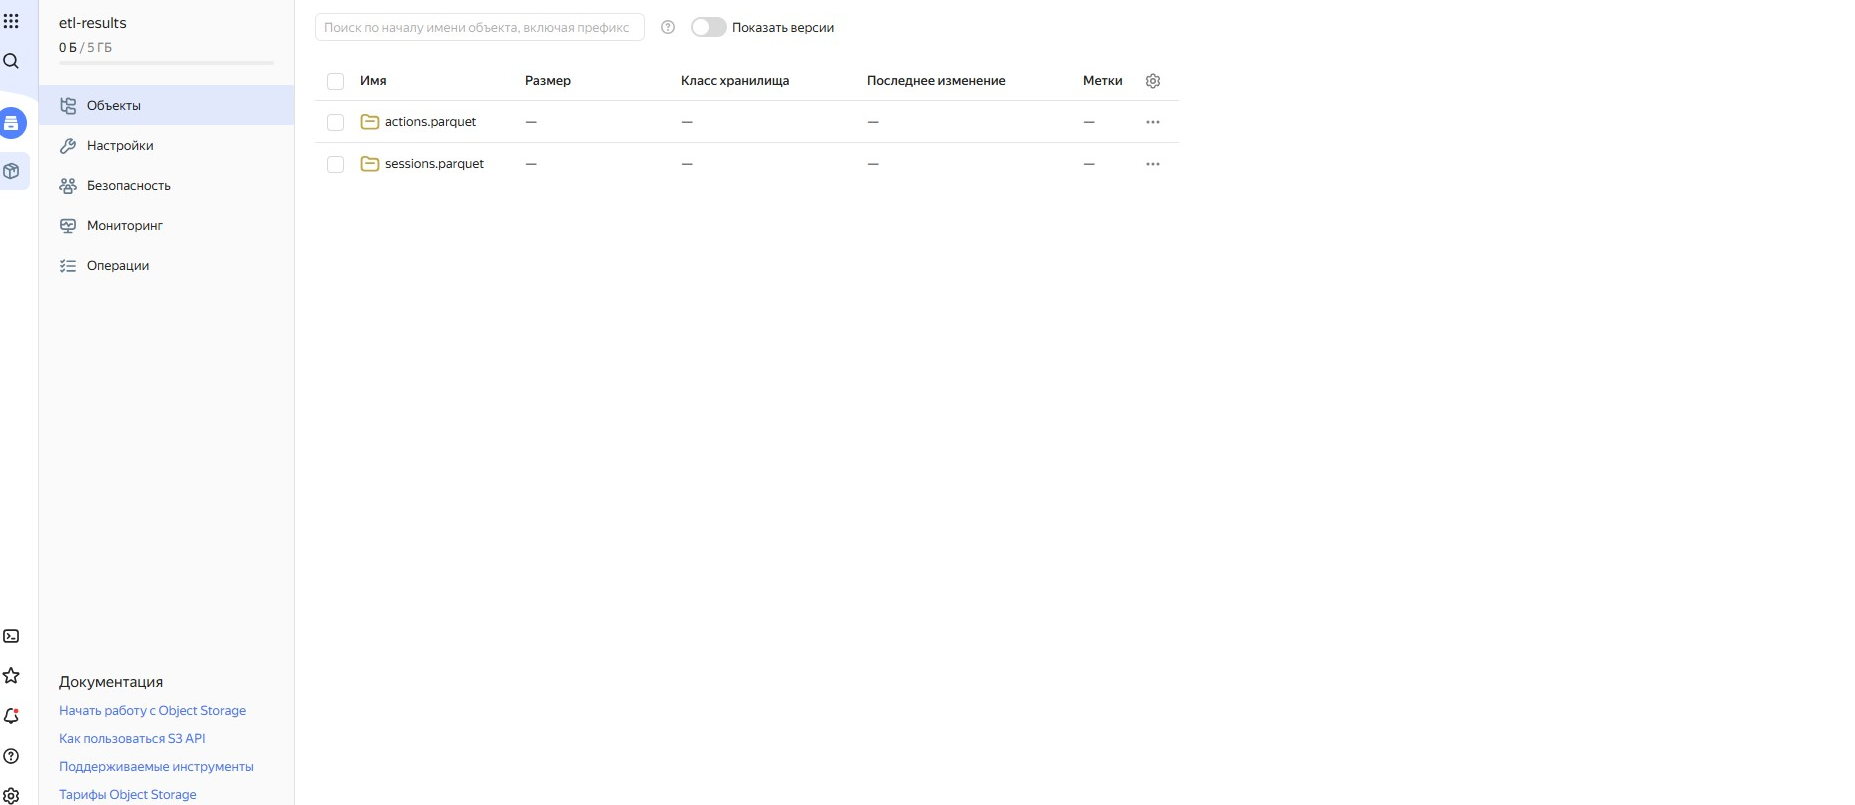 etl-results
0 Б / 5 ГБ
Объекты
Настройки
Безопасность
Мониторинг
Операции
Документация
Начать работу с Object Storage
Как пользоваться S3 API
Поддерживаемые инструменты
Тарифы Object Storage
Поиск по началу имени объекта, включая префикс
Показать версии
Имя Размер Класс хранилища Последнее изменение Метки
actions.parquet — — — —
sessions.parquet — — — —